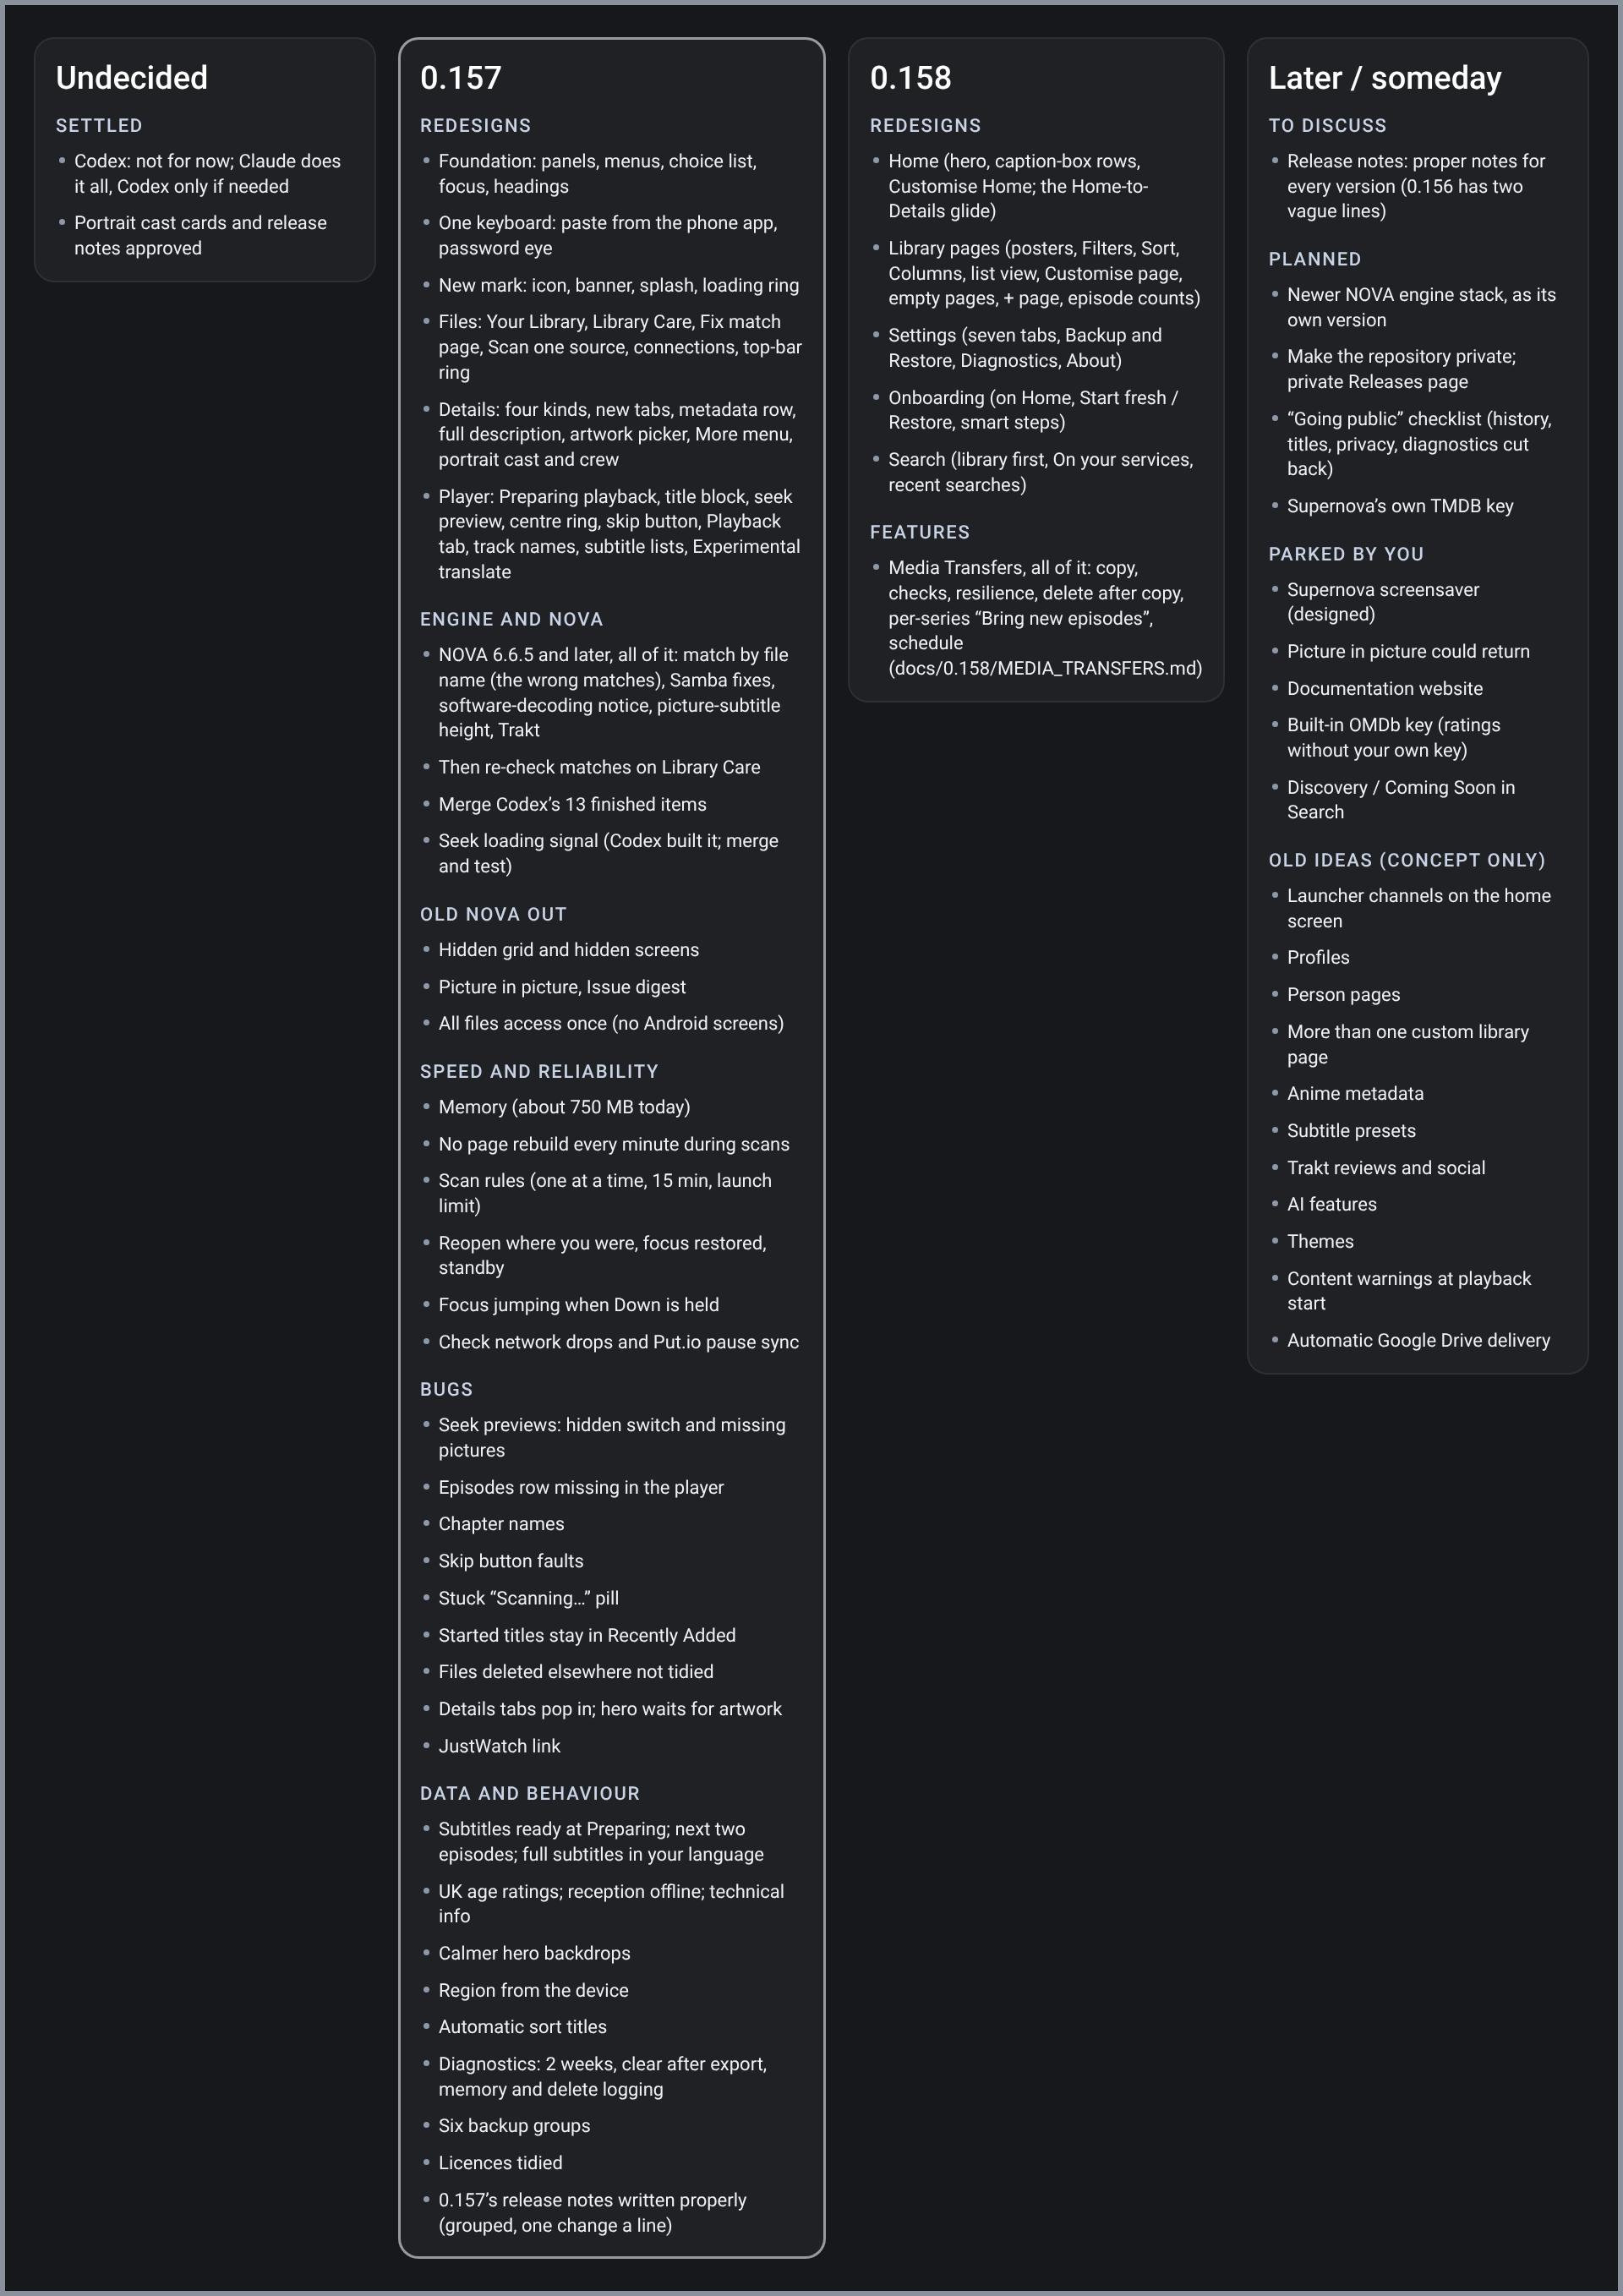 Undecided
SETTLED
Codex: not for now; Claude does
it all, Codex only if needed
Portrait cast cards and release
notes approved
0.157
REDESIGNS
Foundation: panels, menus, choice list,
focus, headings
One keyboard: paste from the phone app,
password eye
New mark: icon, banner, splash, loading ring
Files: Your Library, Library Care, Fix match
page, Scan one source, connections, top-bar
ring
Details: four kinds, new tabs, metadata row,
full description, artwork picker, More menu,
portrait cast and crew
Player: Preparing playback, title block, seek
preview, centre ring, skip button, Playback
tab, track names, subtitle lists, Experimental
translate
ENGINE AND NOVA
NOVA 6.6.5 and later, all of it: match by file
name (the wrong matches), Samba fixes,
software-decoding notice, picture-subtitle
height, Trakt
Then re-check matches on Library Care
Merge Codex’s 13 finished items
Seek loading signal (Codex built it; merge
and test)
OLD NOVA OUT
Hidden grid and hidden screens
Picture in picture, Issue digest
All files access once (no Android screens)
SPEED AND RELIABILITY
Memory (about 750 MB today)
No page rebuild every minute during scans
Scan rules (one at a time, 15 min, launch
limit)
Reopen where you were, focus restored,
standby
Focus jumping when Down is held
Check network drops and Put.io pause sync
BUGS
Seek previews: hidden switch and missing
pictures
Episodes row missing in the player
Chapter names
Skip button faults
Stuck “Scanning…” pill
Started titles stay in Recently Added
Files deleted elsewhere not tidied
Details tabs pop in; hero waits for artwork
JustWatch link
DATA AND BEHAVIOUR
Subtitles ready at Preparing; next two
episodes; full subtitles in your language
UK age ratings; reception offline; technical
info
Calmer hero backdrops
Region from the device
Automatic sort titles
Diagnostics: 2 weeks, clear after export,
memory and delete logging
Six backup groups
Licences tidied
0.157’s release notes written properly
(grouped, one change a line)
0.158
REDESIGNS
Home (hero, caption-box rows,
Customise Home; the Home-to-
Details glide)
Library pages (posters, Filters, Sort,
Columns, list view, Customise page,
empty pages, + page, episode counts)
Settings (seven tabs, Backup and
Restore, Diagnostics, About)
Onboarding (on Home, Start fresh /
Restore, smart steps)
Search (library first, On your services,
recent searches)
FEATURES
Media Transfers, all of it: copy,
checks, resilience, delete after copy,
per-series “Bring new episodes”,
schedule
(docs/0.158/MEDIA_TRANSFERS.md)
Later / someday
TO DISCUSS
Release notes: proper notes for
every version (0.156 has two
vague lines)
PLANNED
Newer NOVA engine stack, as its
own version
Make the repository private;
private Releases page
“Going public” checklist (history,
titles, privacy, diagnostics cut
back)
Supernova’s own TMDB key
PARKED BY YOU
Supernova screensaver
(designed)
Picture in picture could return
Documentation website
Built-in OMDb key (ratings
without your own key)
Discovery / Coming Soon in
Search
OLD IDEAS (CONCEPT ONLY)
Launcher channels on the home
screen
Profiles
Person pages
More than one custom library
page
Anime metadata
Subtitle presets
Trakt reviews and social
AI features
Themes
Content warnings at playback
start
Automatic Google Drive delivery